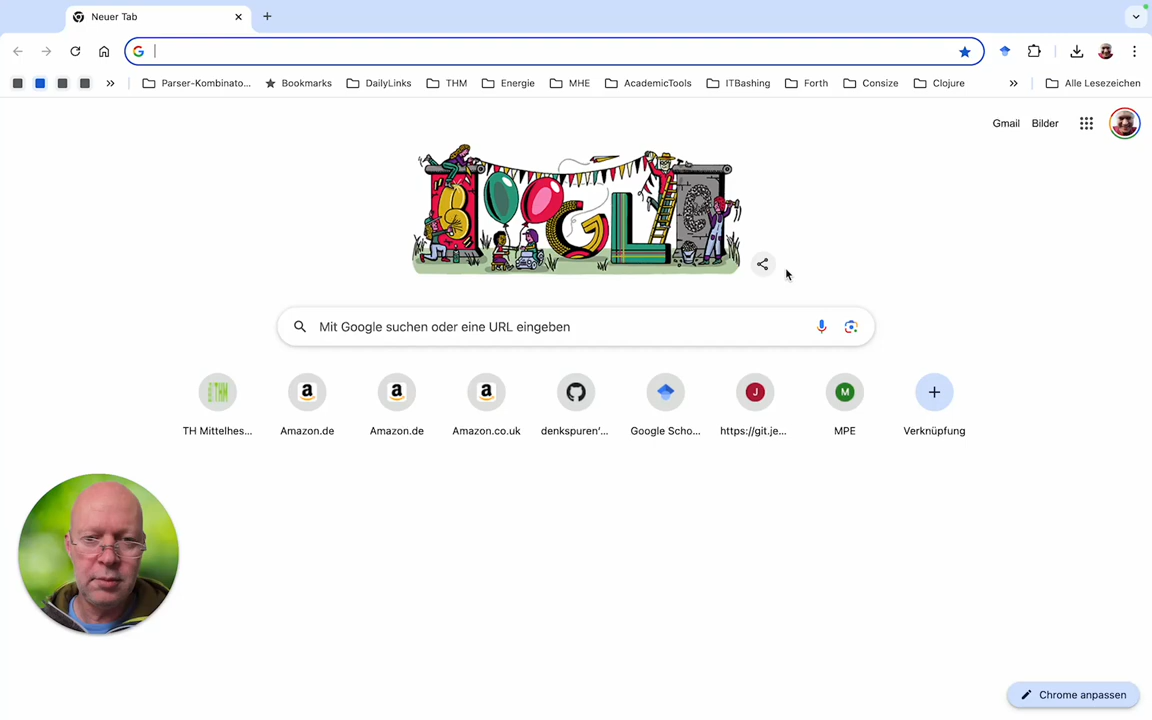 Neuer Tab
Parser-Kombinato... Bookmarks DailyLinks THM Energie MHE AcademicTools ITBashing Forth Consize Clojure Alle Lesezeichen
Gmail Bilder
Mit Google suchen oder eine URL eingeben
TH Mittelhes... Amazon.de Amazon.de Amazon.co.uk denkspuren'... Google Scho... https://git.je... MPE Verknüpfung
Chrome anpassen